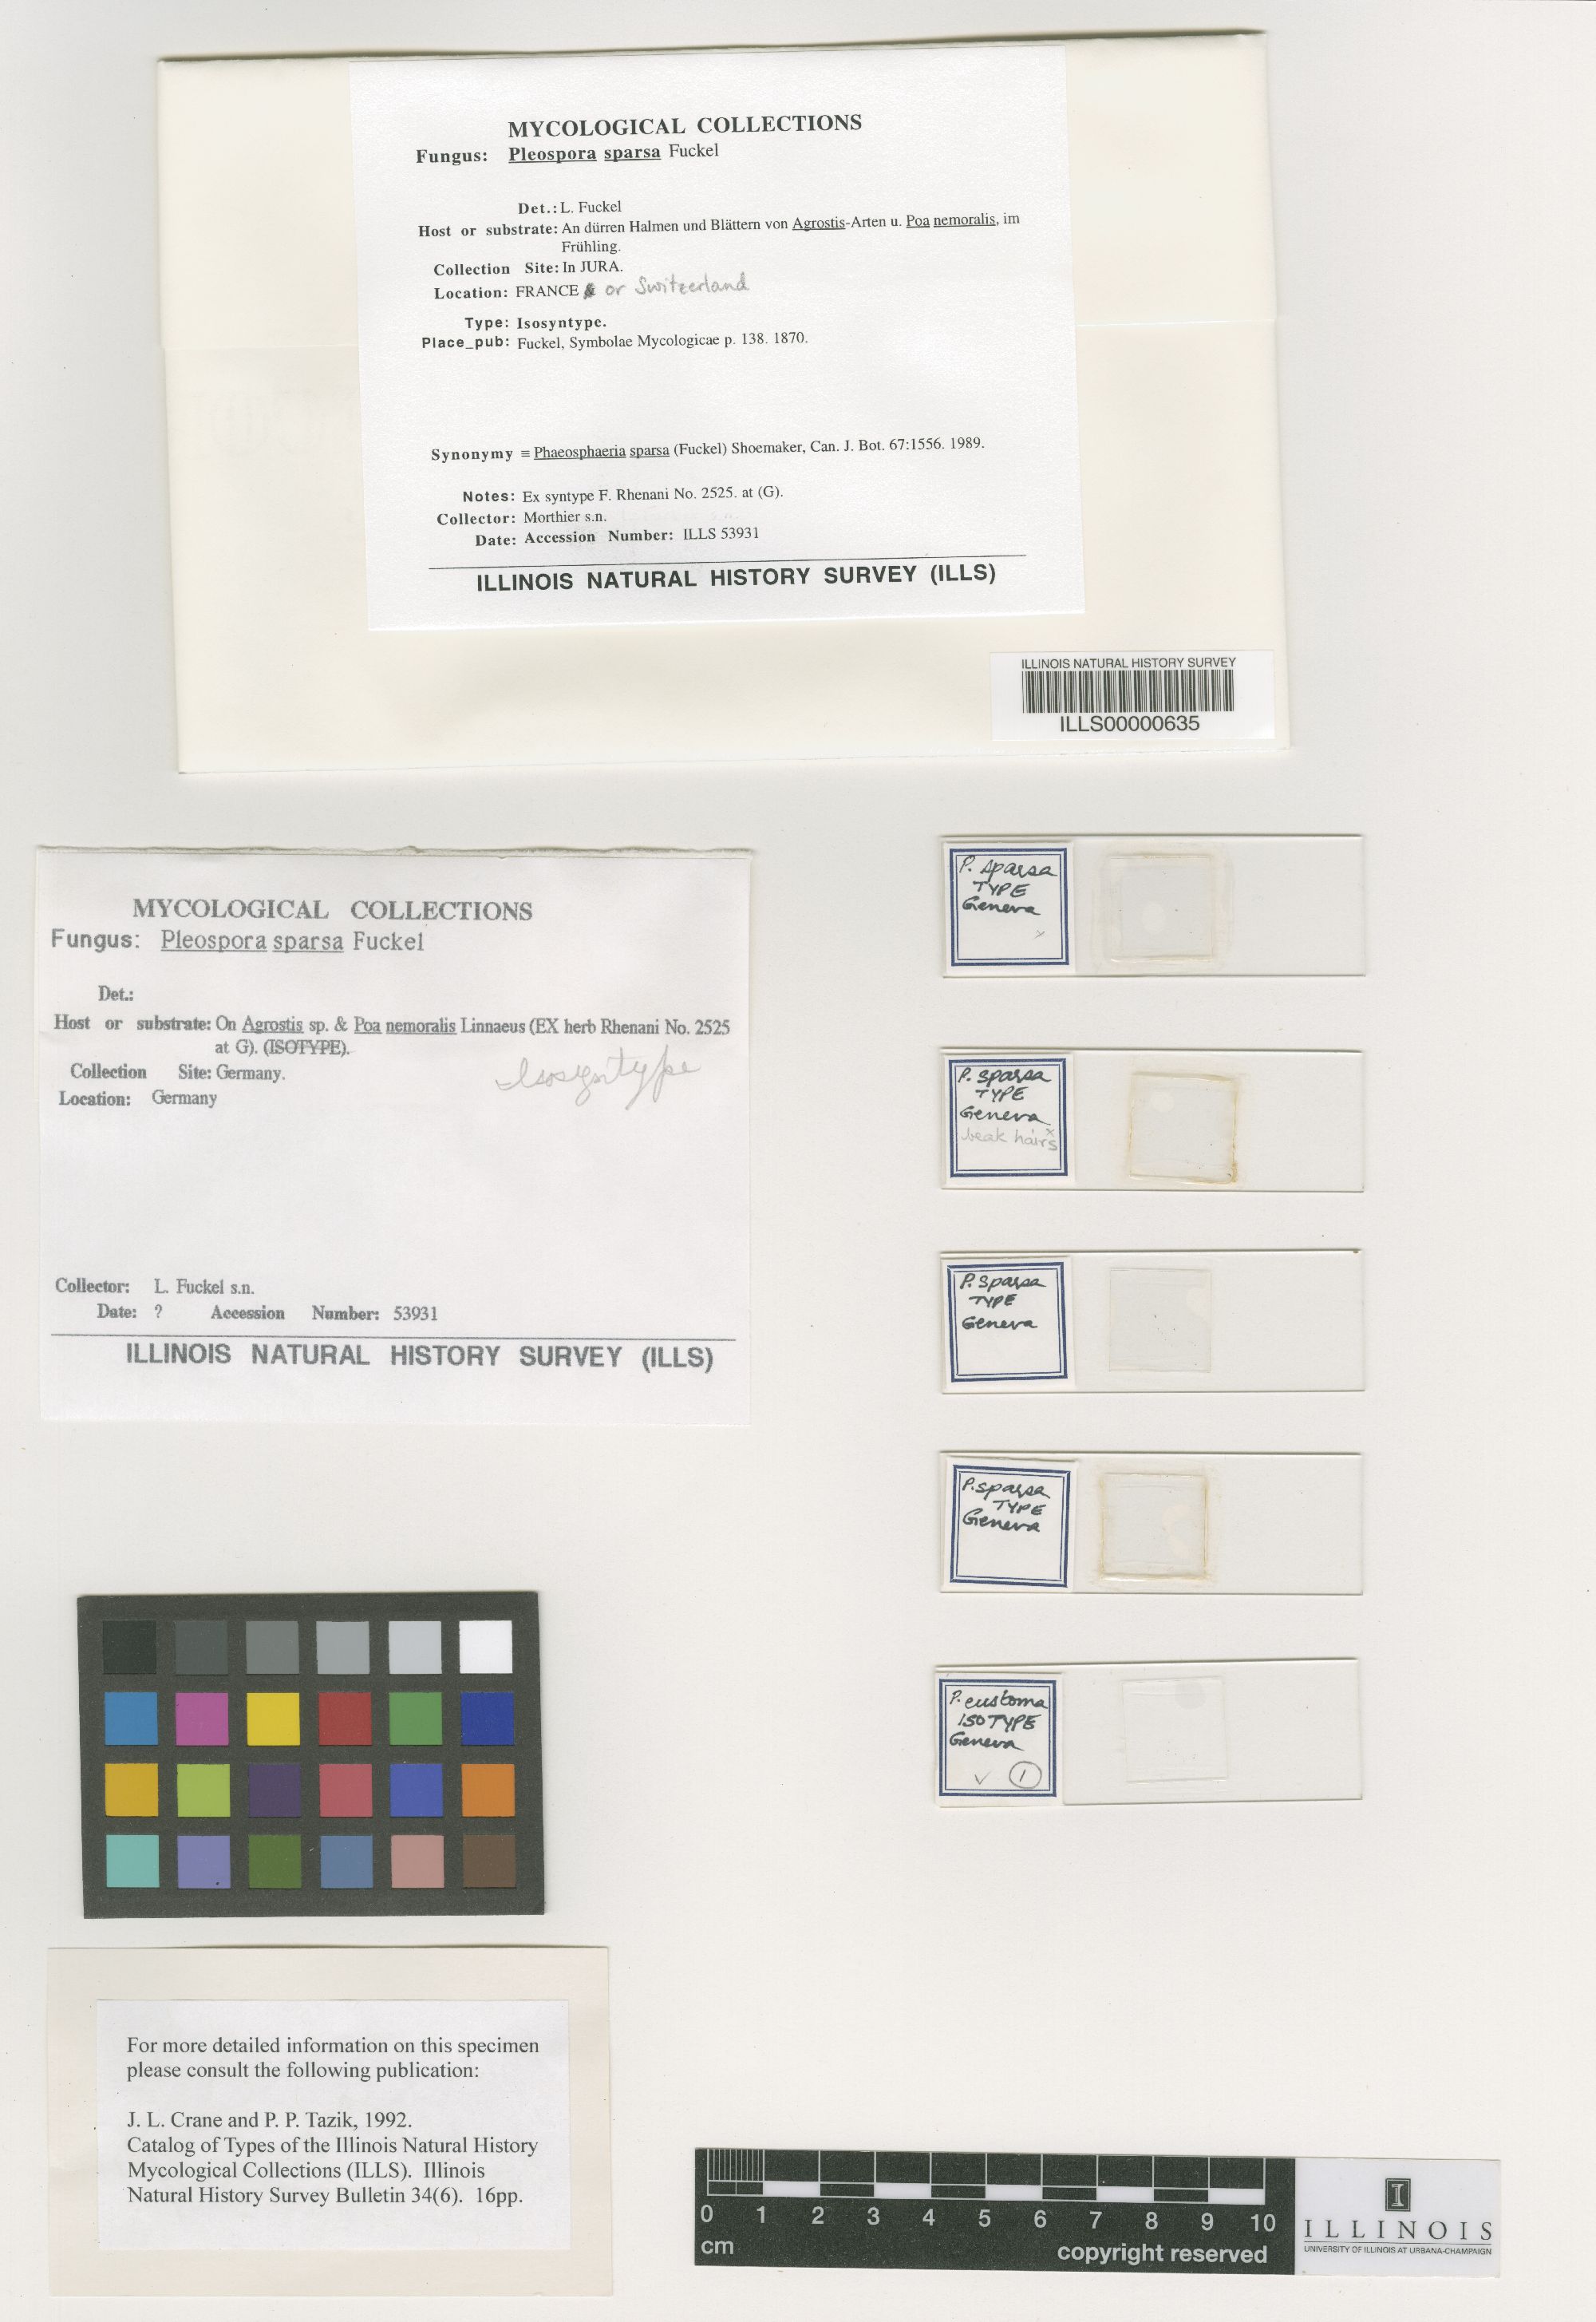 MYCOLOGICAL COLLECTIONS
Fungus: Pleospora sparsa Fuckel
Det.: L. Fuckel
Host or substrate: An dürren Halmen und Blättern von Agrostis-Arten u. Poa nemoralis, im
Frühling.
Collection Site: In JURA.
Location: FRANCE & or Switzerland
Type: Isosyntype.
Place_pub: Fuckel, Symbolae Mycologicae p. 138. 1870.
Synonymy ≡ Phaeosphaeria sparsa (Fuckel) Shoemaker, Can. J. Bot. 67:1556. 1989.
Notes: Ex syntype F. Rhenani No. 2525. at (G).
Collector: Morthier s.n.
Date: Accession Number: ILLS 53931
ILLINOIS NATURAL HISTORY SURVEY (ILLS)
ILLINOIS NATURAL HISTORY SURVEY
ILLS00000635
MYCOLOGICAL COLLECTIONS
Fungus: Pleospora sparsa Fuckel
Det.:
Host or substrate: On Agrostis sp. & Poa nemoralis Linnaeus (EX herb Rhenani No. 2525
at G). (ISOTYPE).
Isosyntype
Collection Site: Germany.
Location: Germany
Collector: L. Fuckel s.n.
Date: ? Accession Number: 53931
ILLINOIS NATURAL HISTORY SURVEY (ILLS)
P. sparsa
TYPE
Geneva
x
P. sparsa
TYPE
Geneva
x
beak hairs
P. sparsa
TYPE
Geneva
P. sparsa
TYPE
Geneva
P. eustoma
ISOTYPE
Geneva
✓ 1
For more detailed information on this specimen
please consult the following publication:
J. L. Crane and P. P. Tazik, 1992.
Catalog of Types of the Illinois Natural History
Mycological Collections (ILLS). Illinois
Natural History Survey Bulletin 34(6). 16pp.
0 1 2 3 4 5 6 7 8 9 10
cm
copyright reserved
I
ILLINOIS
UNIVERSITY OF ILLINOIS AT URBANA-CHAMPAIGN